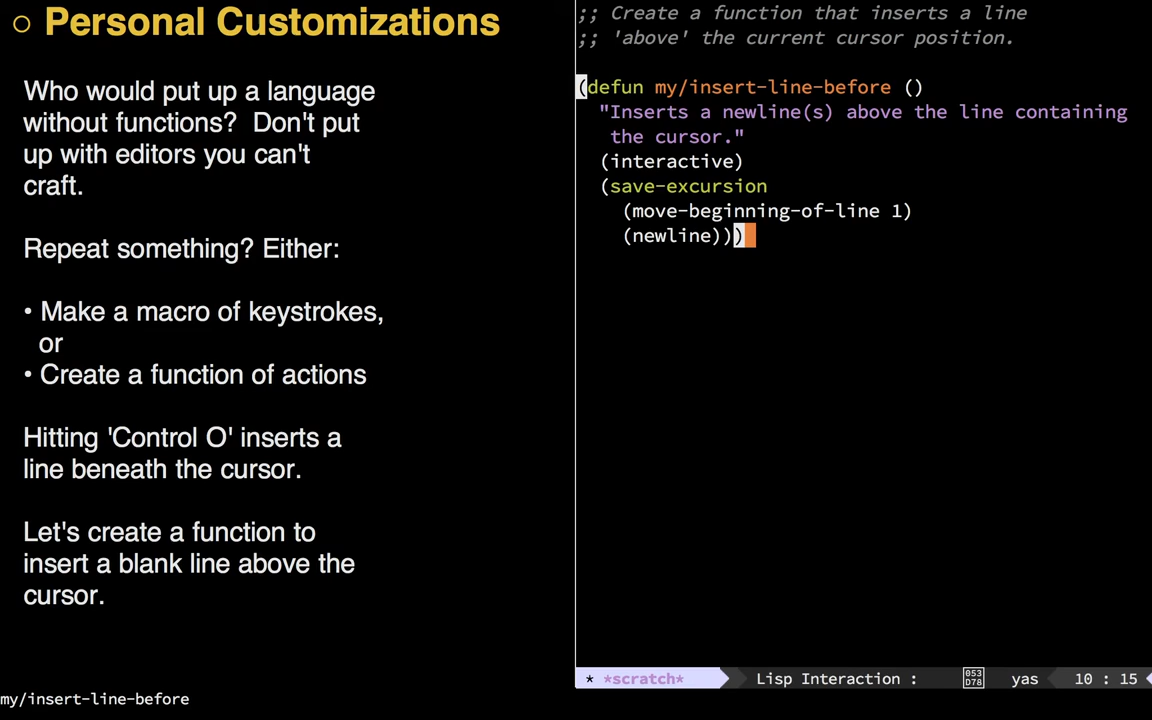 ○ Personal Customizations
Who would put up a language
without functions? Don't put
up with editors you can't
craft.
Repeat something? Either:
• Make a macro of keystrokes,
or
• Create a function of actions
Hitting 'Control O' inserts a
line beneath the cursor.
Let's create a function to
insert a blank line above the
cursor.
;; Create a function that inserts a line
;; 'above' the current cursor position.
(defun my/insert-line-before ()
"Inserts a newline(s) above the line containing
the cursor."
(interactive)
(save-excursion
(move-beginning-of-line 1)
(newline)))
* *scratch* Lisp Interaction : 053 D78 yas 10 : 15
my/insert-line-before